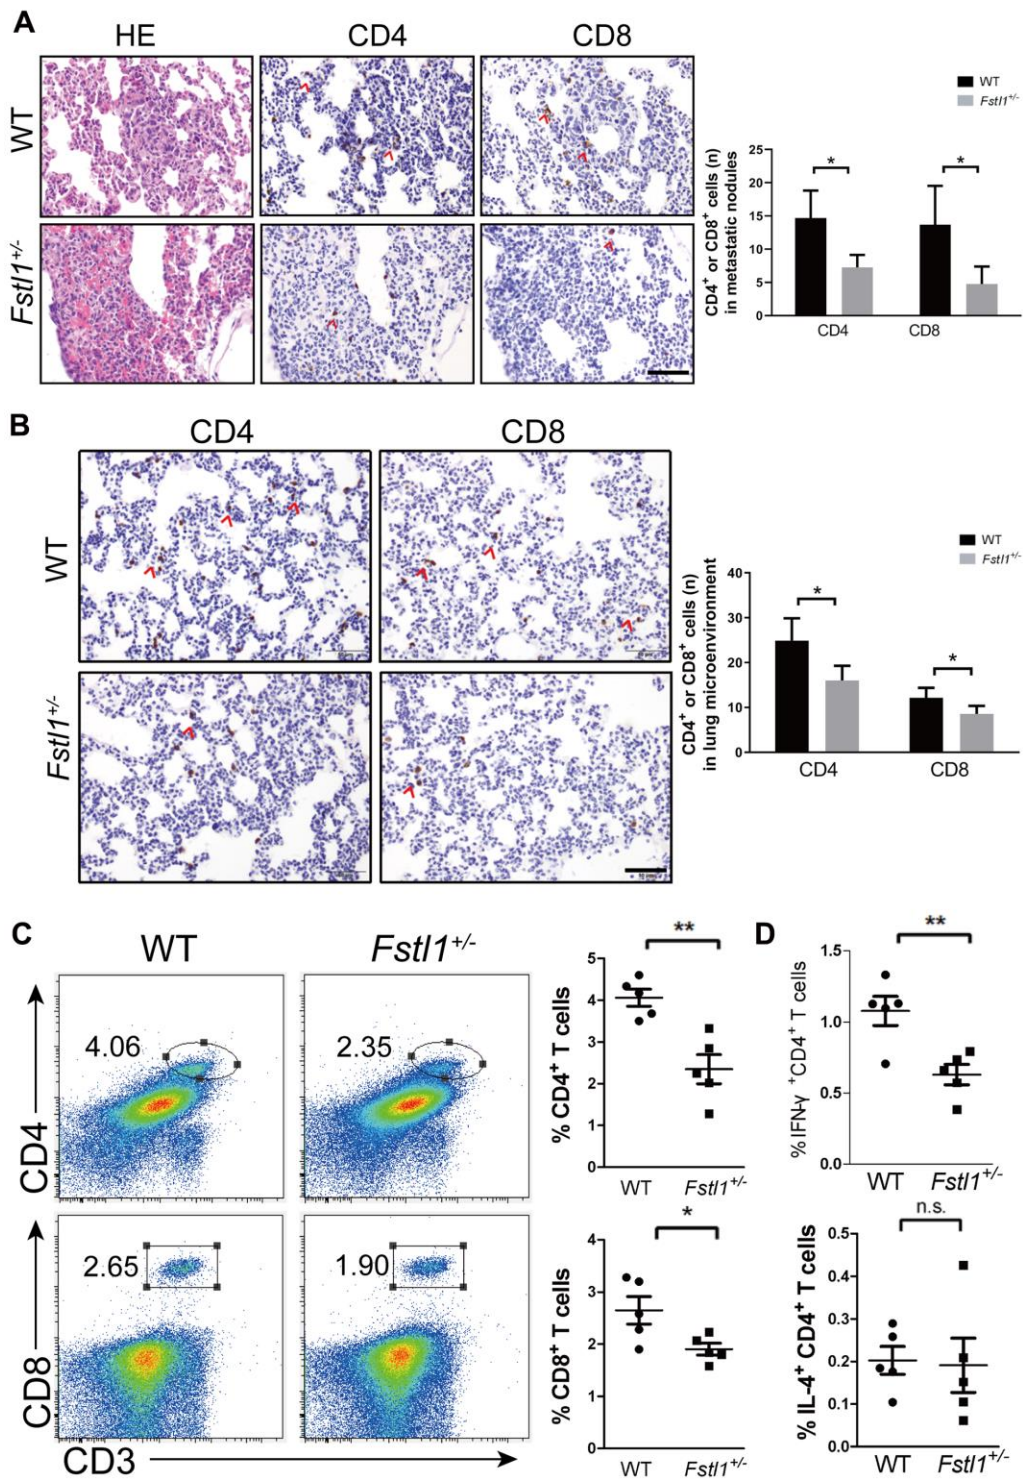 A
HE
CD4
CD8
WT
Fstl1+/-
WT
Fstl1+/-
CD4+ or CD8+ cells (n)
in metastatic nodules
25
20
15
10
5
0
*
*
CD4
CD8
B
CD4
CD8
WT
Fstl1+/-
WT
Fstl1+/-
CD4+ or CD8+ cells (n)
in lung microenvironment
40
30
20
10
0
*
*
CD4
CD8
C
WT
Fstl1+/-
4.06
2.35
CD4
2.65
1.90
CD8
CD3
**
% CD4+ T cells
5
4
3
2
1
0
WT
Fstl1+/-
*
% CD8+ T cells
4
3
2
1
0
WT
Fstl1+/-
D
**
% IFN-γ +CD4+ T cells
1.5
1.0
0.5
0.0
WT
Fstl1+/-
n.s.
% IL-4+ CD4+ T cells
0.5
0.4
0.3
0.2
0.1
0.0
WT
Fstl1+/-